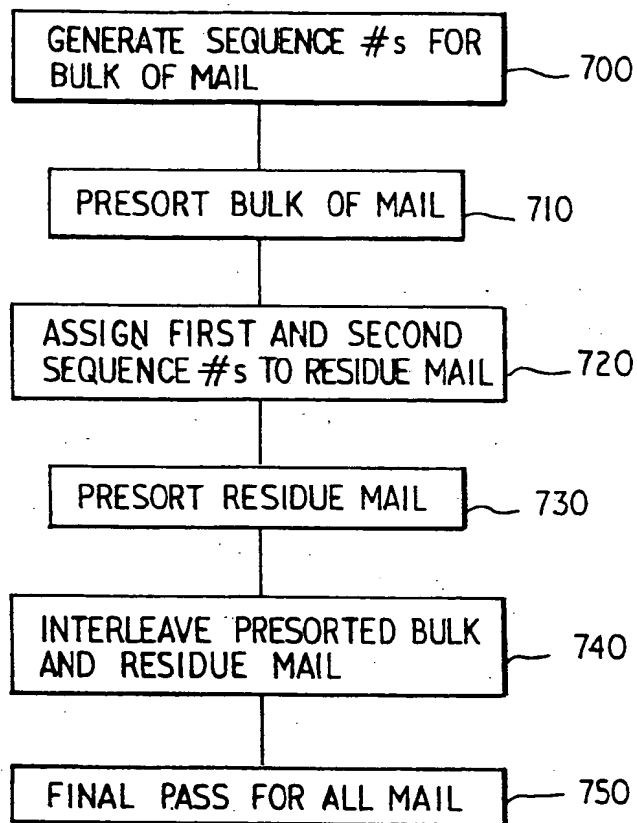 GENERATE SEQUENCE #s FOR
BULK OF MAIL
700
PRESORT BULK OF MAIL
710
ASSIGN FIRST AND SECOND
SEQUENCE #s TO RESIDUE MAIL
720
PRESORT RESIDUE MAIL
730
INTERLEAVE PRESORTED BULK
AND RESIDUE MAIL
740
FINAL PASS FOR ALL MAIL
750